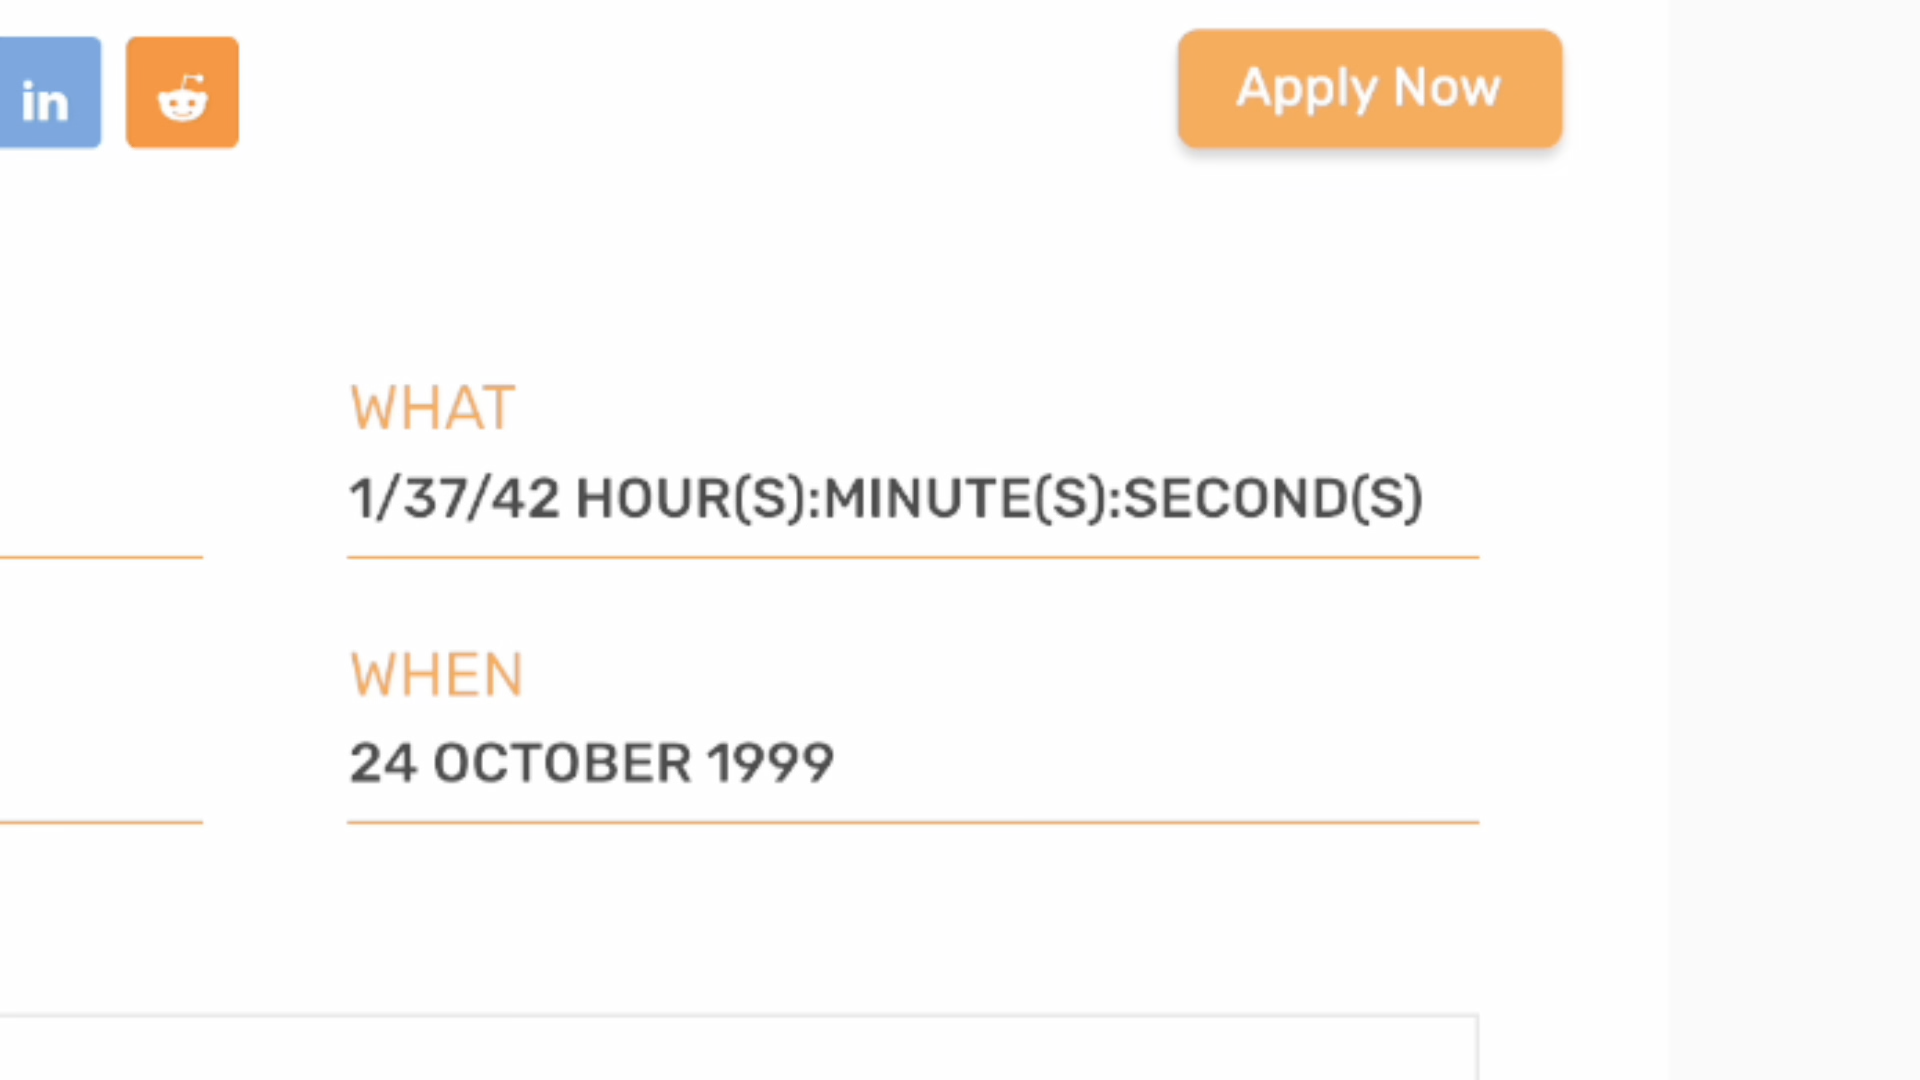 in
Apply Now
WHAT
1/37/42 HOUR(S):MINUTE(S):SECOND(S)
WHEN
24 OCTOBER 1999